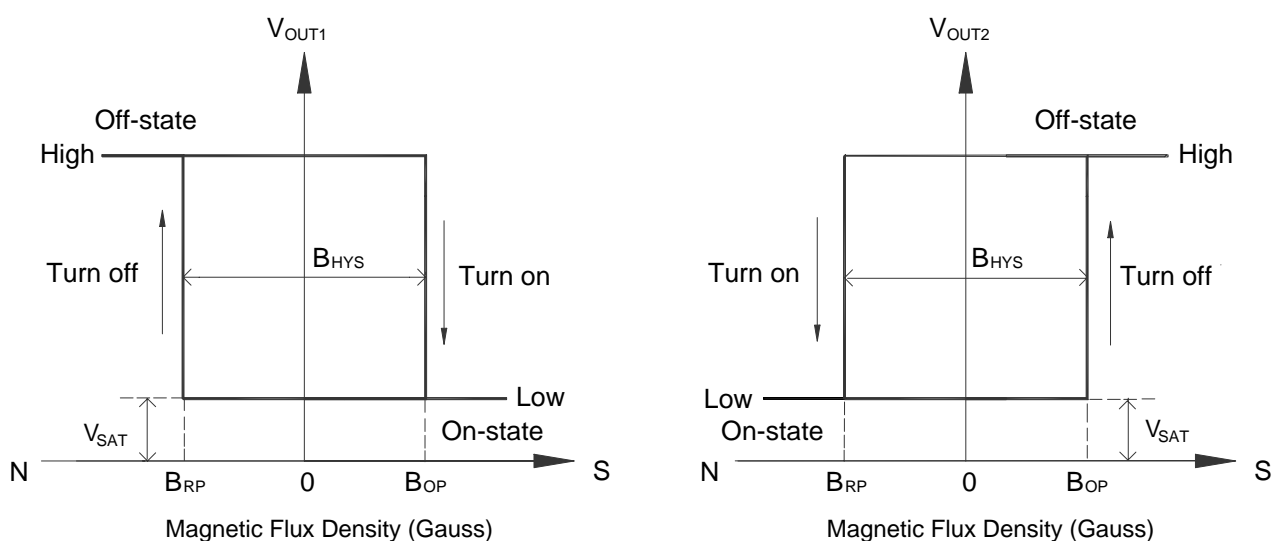 VOUT1
Off-state
High
Turn off
BHYS
Turn on
Low
VSAT
On-state
N
BRP
0
BOP
S
Magnetic Flux Density (Gauss)
VOUT2
Off-state
High
Turn on
BHYS
Turn off
Low
On-state
VSAT
N
BRP
0
BOP
S
Magnetic Flux Density (Gauss)